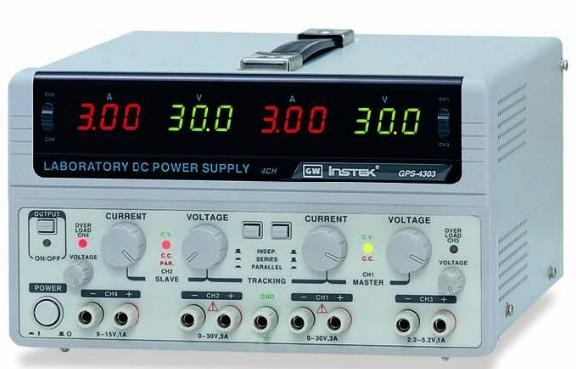 A V A V
CH2 3.00 30.0 3.00 30.0 CH1
CH4 CH3
LABORATORY DC POWER SUPPLY 4CH GW INSTEK GPS-4303
OUTPUT
ON/OFF
OVER
LOAD
CH4
VOLTAGE
CURRENT
VOLTAGE
C.V.
C.C.
PAR.
CH2
SLAVE
INDEP.
SERIES
PARALLEL
TRACKING
CURRENT
VOLTAGE
C.V.
C.C.
CH1
MASTER
OVER
LOAD
CH3
VOLTAGE
POWER
I O
− CH4 +
− CH2 +
GND
− CH1 +
− CH3 +
5~15V,1A
0~30V,3A
0~30V,3A
2.2~5.2V,1A